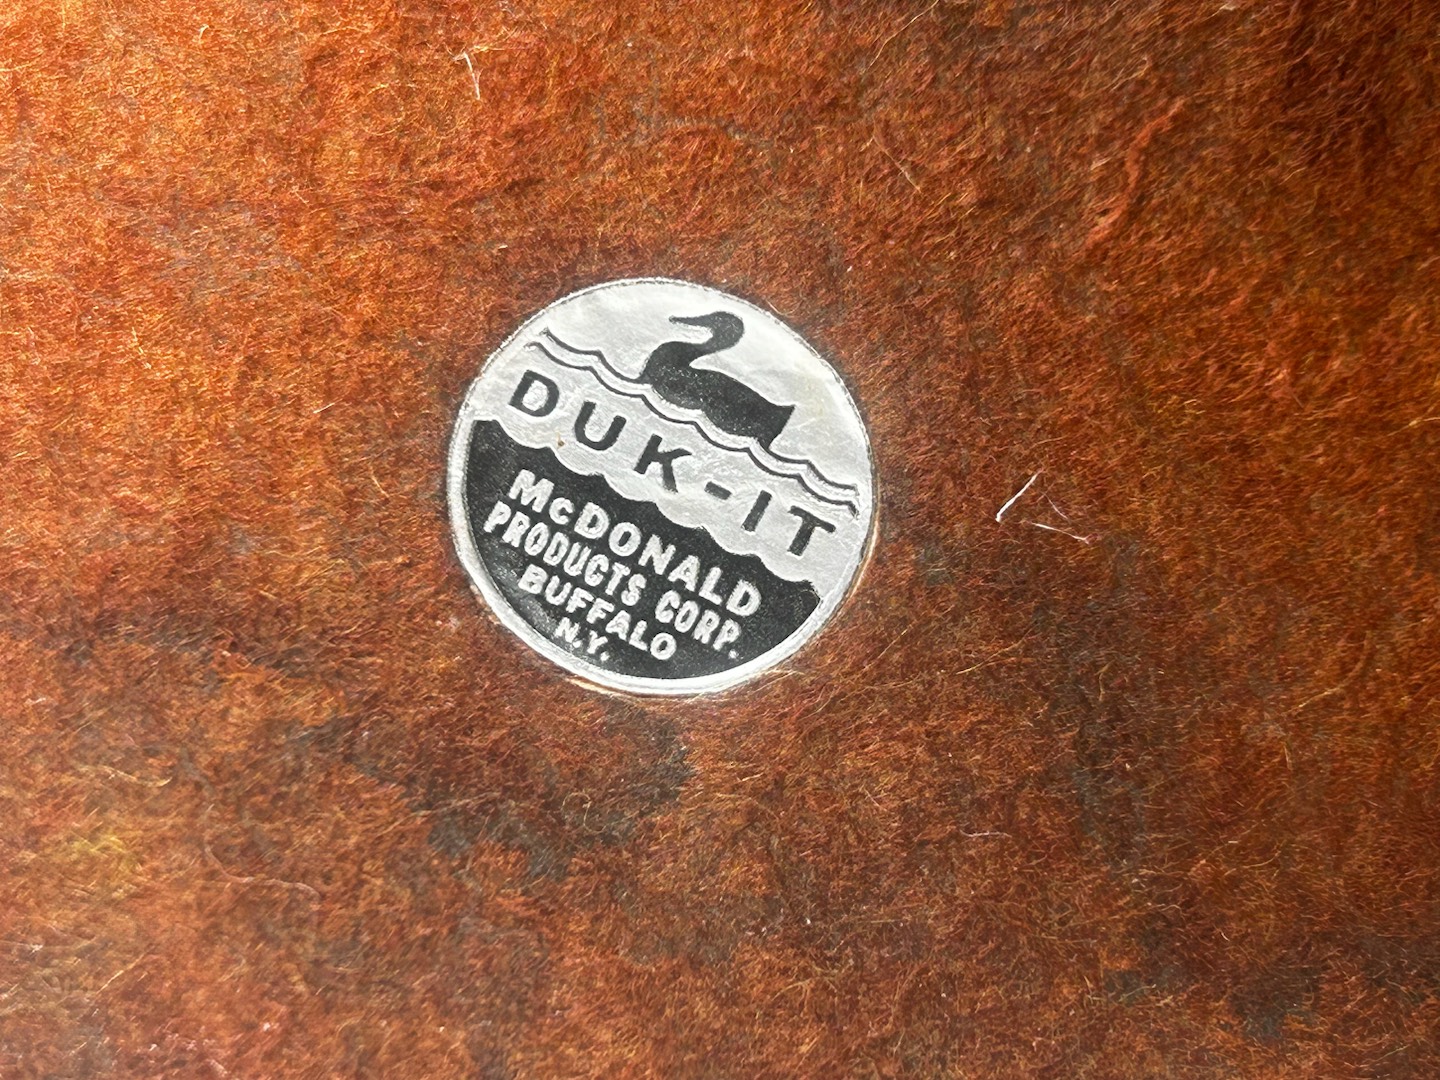 DUK-IT
McDONALD
PRODUCTS CORP.
BUFFALO
N.Y.